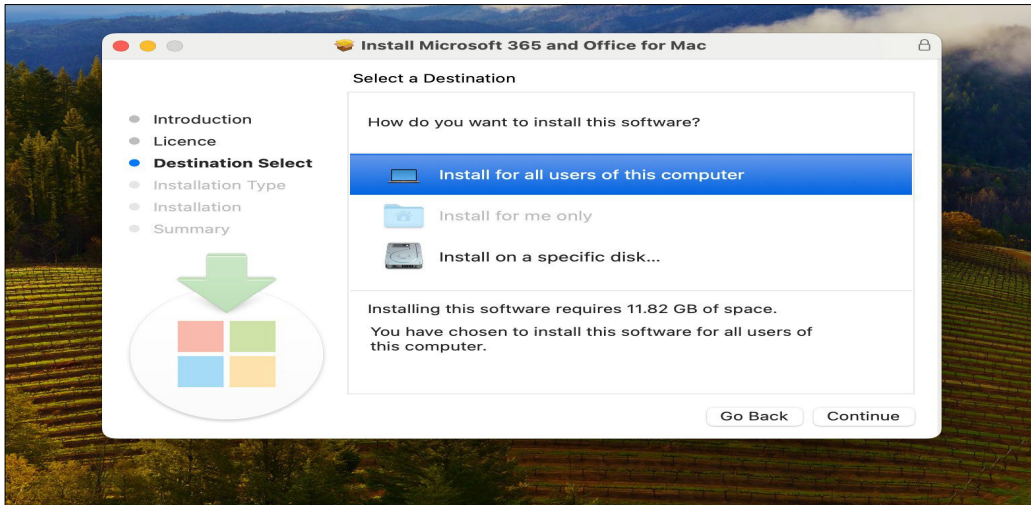 Install Microsoft 365 and Office for Mac
Select a Destination
Introduction
Licence
Destination Select
Installation Type
Installation
Summary
How do you want to install this software?
Install for all users of this computer
Install for me only
Install on a specific disk...
Installing this software requires 11.82 GB of space.
You have chosen to install this software for all users of
this computer.
Go Back
Continue